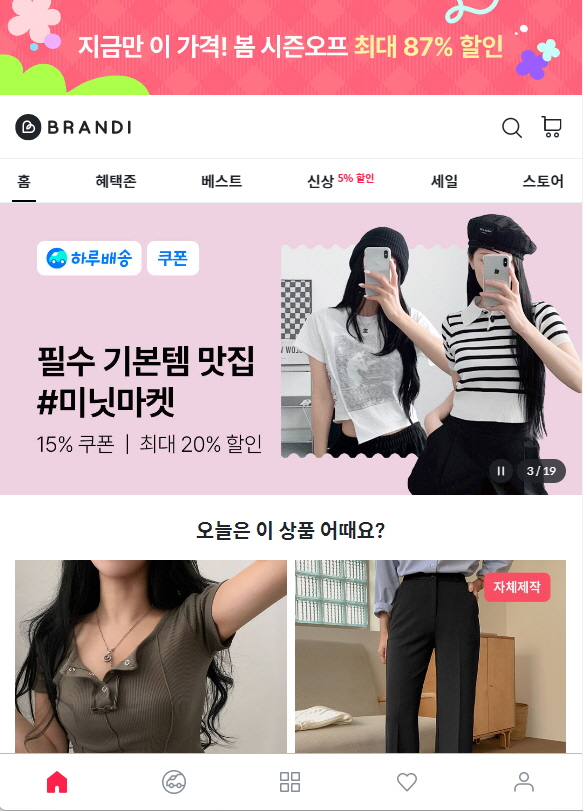 지금만 이 가격! 봄 시즌오프 최대 87% 할인
BRANDI
홈 혜택존 베스트 신상 5% 할인 세일 스토어
하루배송 쿠폰
필수 기본템 맛집
#미닛마켓
15% 쿠폰 | 최대 20% 할인
3 / 19
오늘은 이 상품 어때요?
자체제작